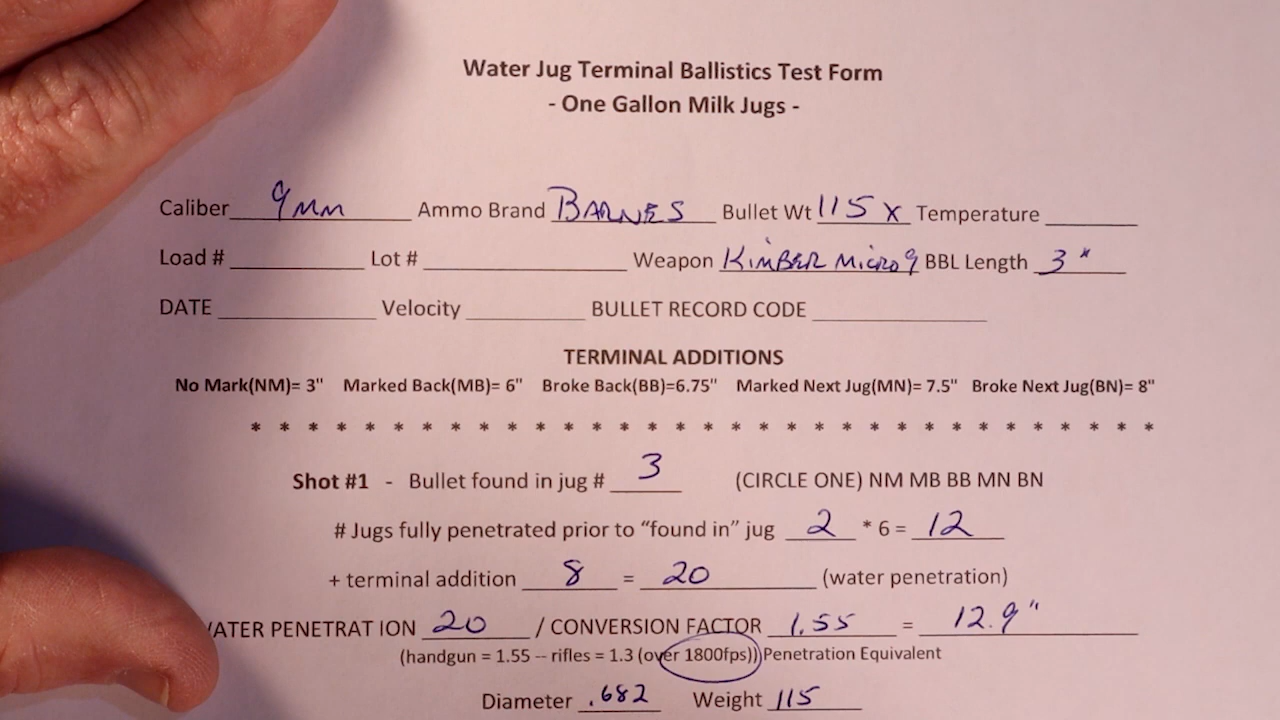 Water Jug Terminal Ballistics Test Form
- One Gallon Milk Jugs -
Caliber 9mm Ammo Brand BARNES Bullet Wt 115 X Temperature
Load # Lot # Weapon KIMBER MICRO 9 BBL Length 3"
DATE Velocity BULLET RECORD CODE
TERMINAL ADDITIONS
No Mark(NM)= 3" Marked Back(MB)= 6" Broke Back(BB)=6.75" Marked Next Jug(MN)= 7.5" Broke Next Jug(BN)= 8"
* * * * * * * * * * * * * * * * * * * * * * * * * * * * * * * *
Shot #1 - Bullet found in jug # 3 (CIRCLE ONE) NM MB BB MN BN
# Jugs fully penetrated prior to “found in” jug 2 * 6 = 12
+ terminal addition 8 = 20 (water penetration)
ATER PENETRAT ION 20 / CONVERSION FACTOR 1.55 = 12.9"
(handgun = 1.55 -- rifles = 1.3 (over 1800fps)) Penetration Equivalent
Diameter .682 Weight 115